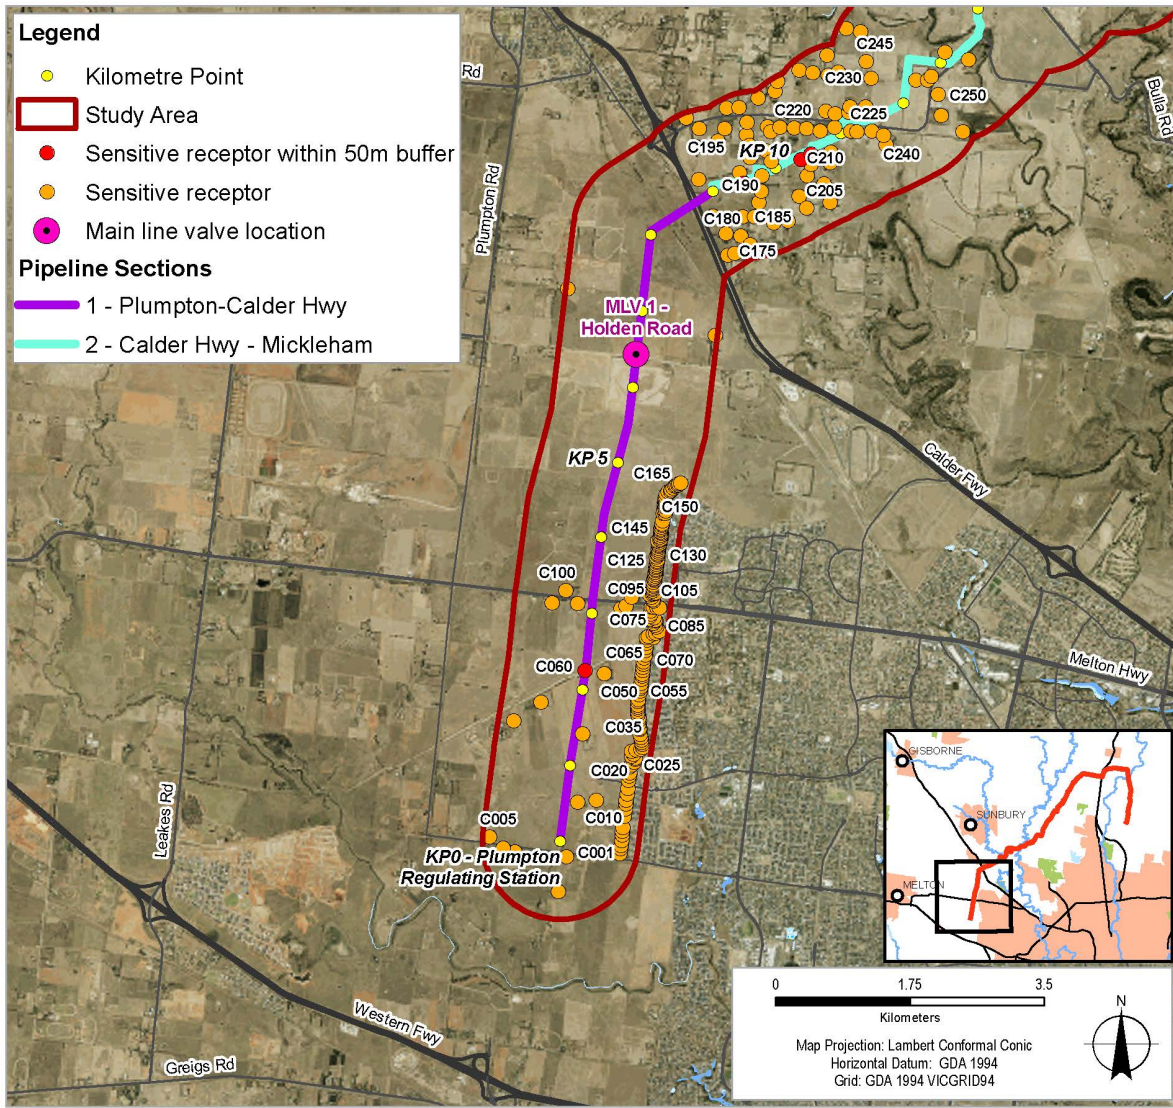 Legend
Kilometre Point
Study Area
Sensitive receptor within 50m buffer
Sensitive receptor
Main line valve location
Pipeline Sections
1 - Plumpton-Calder Hwy
2 - Calder Hwy - Mickleham
Rd
Plumpton Rd
Bulla Rd
C245
C230
C250
C220
C225
C195
KP 10
C210
C240
C190
C205
C180
C185
C175
MLV 1 -
Holden Road
Calder Fwy
KP 5
C165
C150
C145
C125
C130
C100
C095
C105
C075
C085
C065
C060
C070
Melton Hwy
C050
C055
C035
C020
C025
Leakes Rd
C010
C005
C001
KP0 - Plumpton
Regulating Station
Western Fwy
Greigs Rd
GISBORNE
SUNBURY
MELTON
0 1.75 3.5
Kilometers
N
Map Projection: Lambert Conformal Conic
Horizontal Datum: GDA 1994
Grid: GDA 1994 VICGRID94